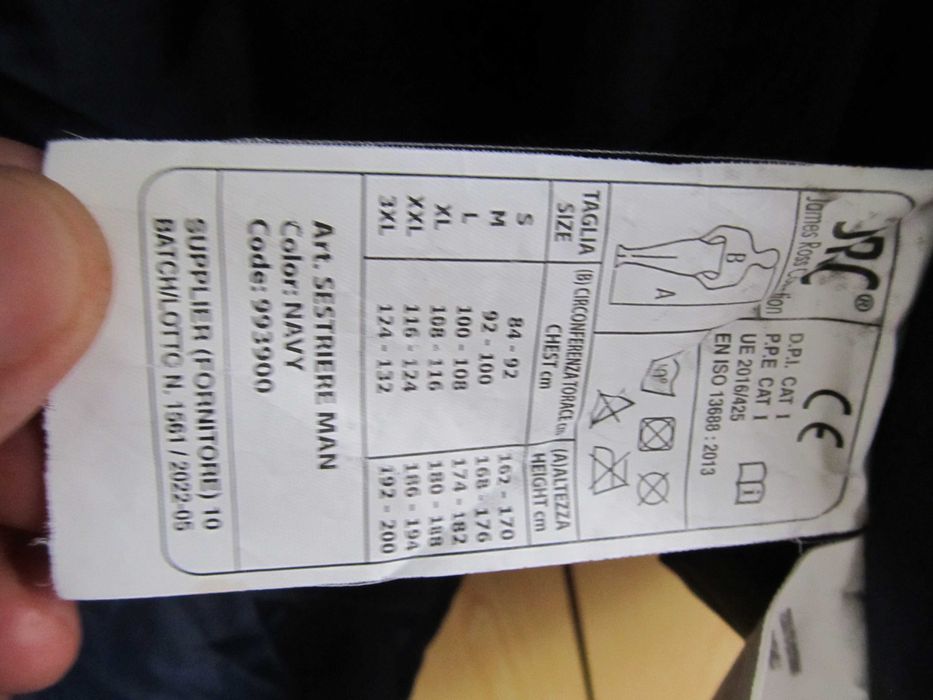 JRC®
James Ross Collection
CE
D.P.I. CAT I
P.P.E CAT I
UE 2016/425
EN ISO 13688 : 2013
i
B
A
TAGLIA
SIZE
(B) CIRCONFERENZA TORACE cm
CHEST cm
(A) ALTEZZA
HEIGHT cm
S 84 - 92 162 - 170
M 92 - 100 168 - 176
L 100 - 108 174 - 182
XL 108 - 116 180 - 188
XXL 116 - 124 186 - 194
3XL 124 - 132 192 - 200
Art. SESTRIERE MAN
Color: NAVY
Code: 993900
SUPPLIER (FORNITORE) 10
BATCH/LOTTO N. 1561 / 2022-05